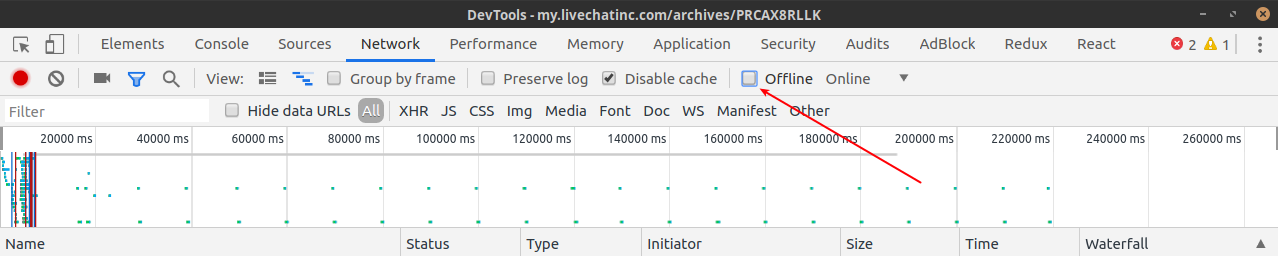 DevTools - my.livechatinc.com/archives/PRCAX8RLLK
Elements Console Sources Network Performance Memory Application Security Audits AdBlock Redux React 2 1
View: Group by frame Preserve log Disable cache Offline Online
Filter Hide data URLs All XHR JS CSS Img Media Font Doc WS Manifest Other
20000 ms 40000 ms 60000 ms 80000 ms 100000 ms 120000 ms 140000 ms 160000 ms 180000 ms 200000 ms 220000 ms 240000 ms 260000 ms
Name Status Type Initiator Size Time Waterfall